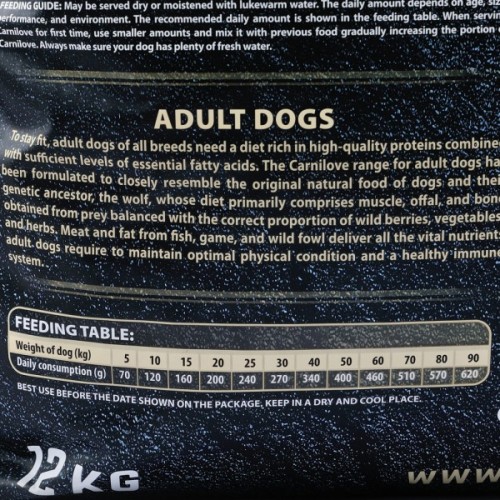 FEEDING GUIDE: May be served dry or moistened with lukewarm water. The daily amount depends on age,
performance, and environment. The recommended daily amount is shown in the feeding table. When
Carnilove for first time, use smaller amounts and mix it with previous food gradually increasing the portion
Carnilove. Always make sure your dog has plenty of fresh water.
ADULT DOGS
To stay fit, adult dogs of all breeds need a diet rich in high-quality proteins combine
with sufficient levels of essential fatty acids. The Carnilove range for adult dogs ha
been formulated to closely resemble the original natural food of dogs and thei
genetic ancestor, the wolf, whose diet primarily comprises muscle, offal, and bon
obtained from prey balanced with the correct proportion of wild berries, vegetable
and herbs. Meat and fat from fish, game, and wild fowl deliver all the vital nutrient
adult dogs require to maintain optimal physical condition and a healthy immun
system.
FEEDING TABLE:
Weight of dog (kg) 5 10 15 20 25 30 40 50 60 70 80 90
Daily consumption (g) 70 120 160 200 240 270 340 400 460 510 570 620
BEST USE BEFORE THE DATE SHOWN ON THE PACKAGE. KEEP IN A DRY AND COOL PLACE.
12 KG
www.